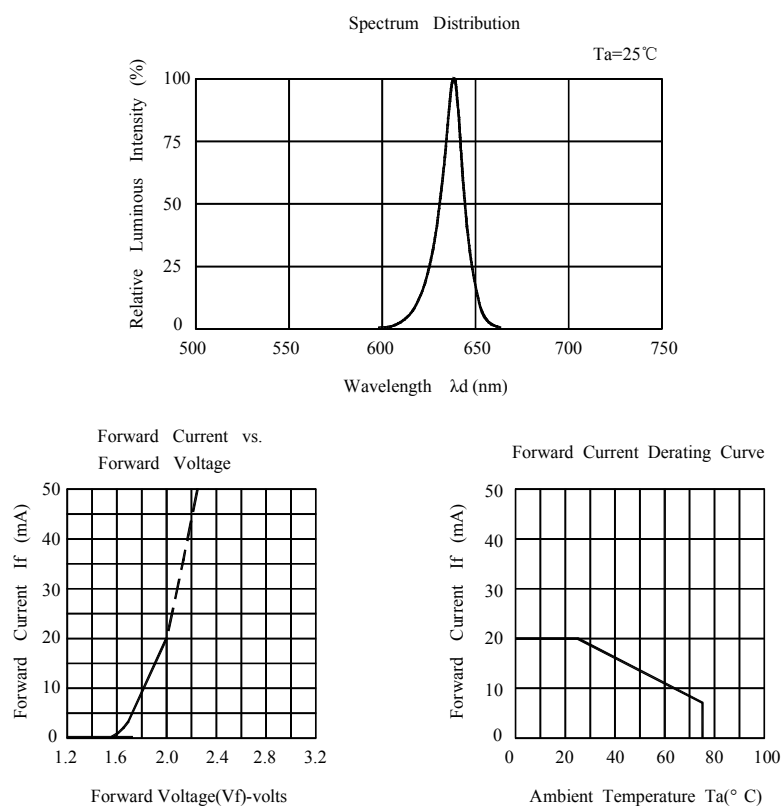 Spectrum Distribution
Ta=25℃
Relative Luminous Intensity (%)
100
75
50
25
0
500 550 600 650 700 750
Wavelength λd (nm)
Forward Current vs.
Forward Voltage
Forward Current If (mA)
50
40
30
20
10
0
1.2 1.6 2.0 2.4 2.8 3.2
Forward Voltage(Vf)-volts
Forward Current Derating Curve
Forward Current If (mA)
50
40
30
20
10
0 20 40 60 80 100
Ambient Temperature Ta(° C)